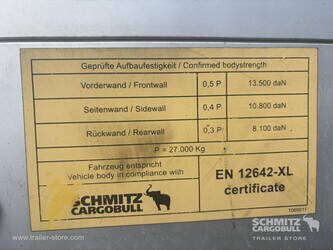 Geprüfte Aufbaufestigkeit / Confirmed bodystrength
Vorderwand / Frontwall 0,5 P 13.500 daN
Seitenwand / Sidewall 0,4 P 10.800 daN
Rückwand / Rearwall 0,3 P 8.100 daN
P = 27.000 Kg
Fahrzeug entspricht
Vehicle body in compliance with
EN 12642-XL
certificate
SCHMITZ
CARGOBULL
© Schmitz Cargobull
www.trailer-store.com
SCHMITZ
CARGOBULL
TRAILER STORE